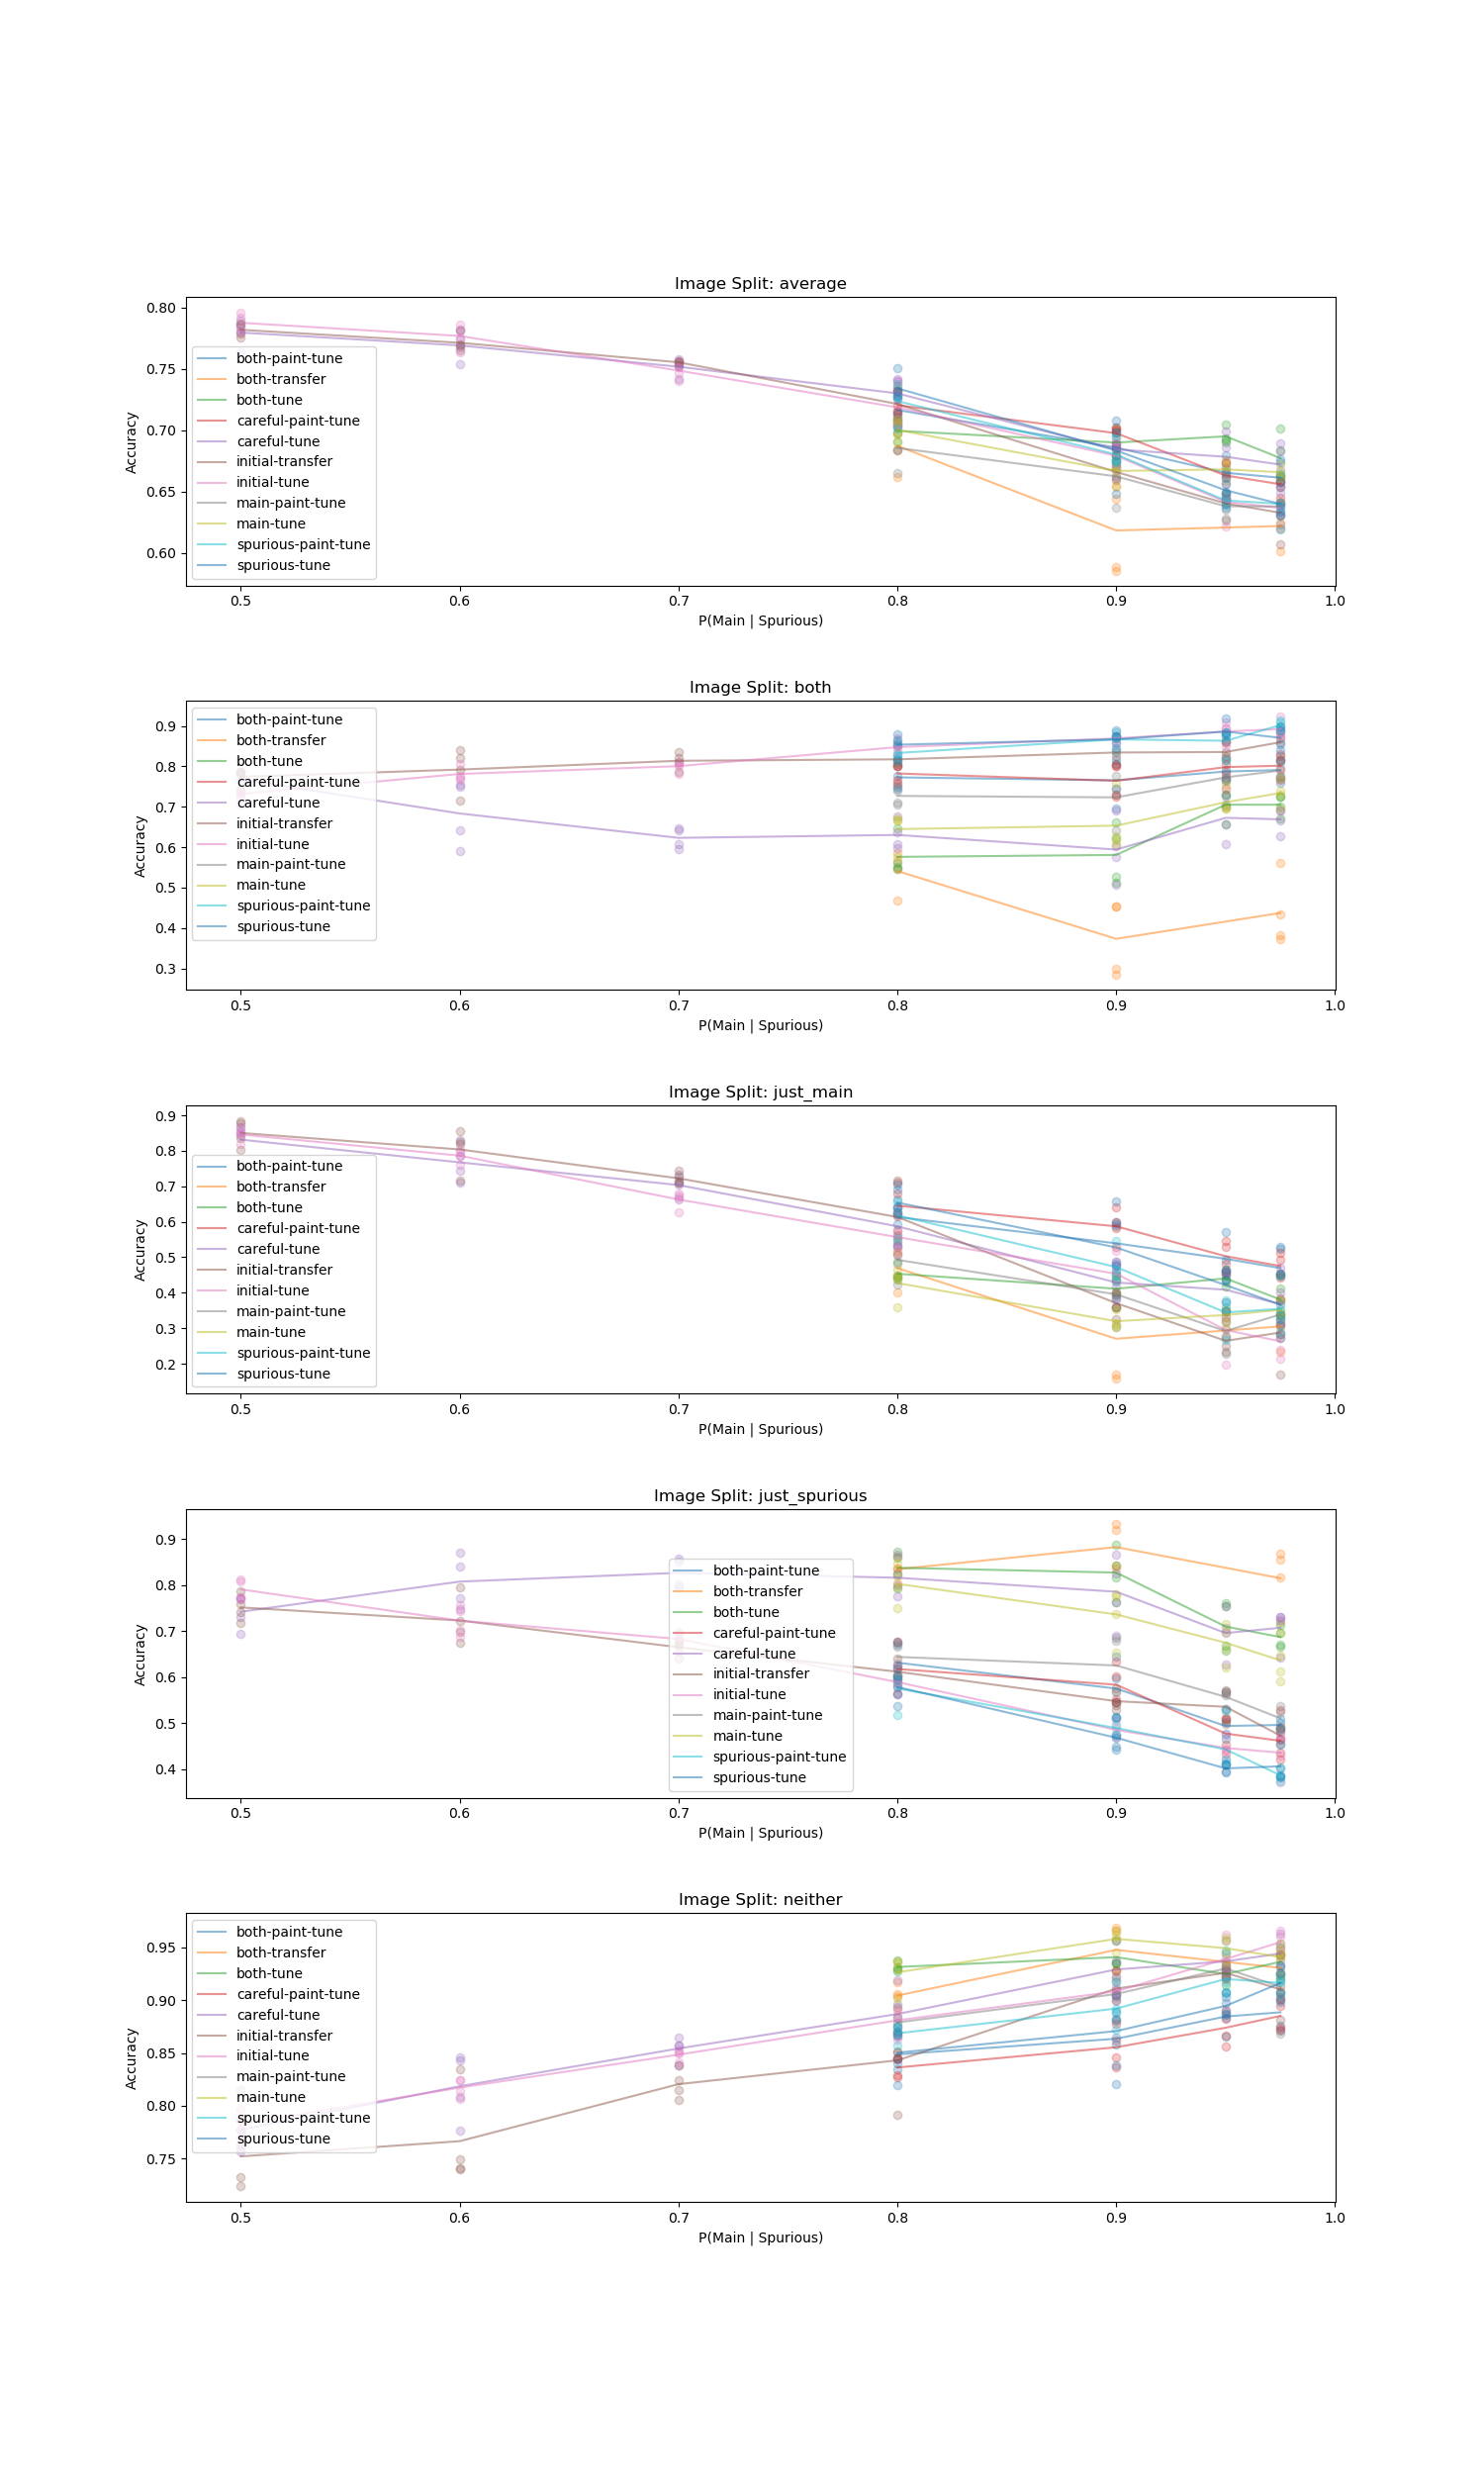 Image Split: average
Accuracy
0.80
0.75
0.70
0.65
0.60
both-paint-tune
both-transfer
both-tune
careful-paint-tune
careful-tune
initial-transfer
initial-tune
main-paint-tune
main-tune
spurious-paint-tune
spurious-tune
0.5 0.6 0.7 0.8 0.9 1.0
P(Main | Spurious)
Image Split: both
Accuracy
0.9
0.8
0.7
0.6
0.5
0.4
0.3
both-paint-tune
both-transfer
both-tune
careful-paint-tune
careful-tune
initial-transfer
initial-tune
main-paint-tune
main-tune
spurious-paint-tune
spurious-tune
0.5 0.6 0.7 0.8 0.9 1.0
P(Main | Spurious)
Image Split: just_main
Accuracy
0.9
0.8
0.7
0.6
0.5
0.4
0.3
0.2
both-paint-tune
both-transfer
both-tune
careful-paint-tune
careful-tune
initial-transfer
initial-tune
main-paint-tune
main-tune
spurious-paint-tune
spurious-tune
0.5 0.6 0.7 0.8 0.9 1.0
P(Main | Spurious)
Image Split: just_spurious
Accuracy
0.9
0.8
0.7
0.6
0.5
0.4
both-paint-tune
both-transfer
both-tune
careful-paint-tune
careful-tune
initial-transfer
initial-tune
main-paint-tune
main-tune
spurious-paint-tune
spurious-tune
0.5 0.6 0.7 0.8 0.9 1.0
P(Main | Spurious)
Image Split: neither
Accuracy
0.95
0.90
0.85
0.80
0.75
both-paint-tune
both-transfer
both-tune
careful-paint-tune
careful-tune
initial-transfer
initial-tune
main-paint-tune
main-tune
spurious-paint-tune
spurious-tune
0.5 0.6 0.7 0.8 0.9 1.0
P(Main | Spurious)